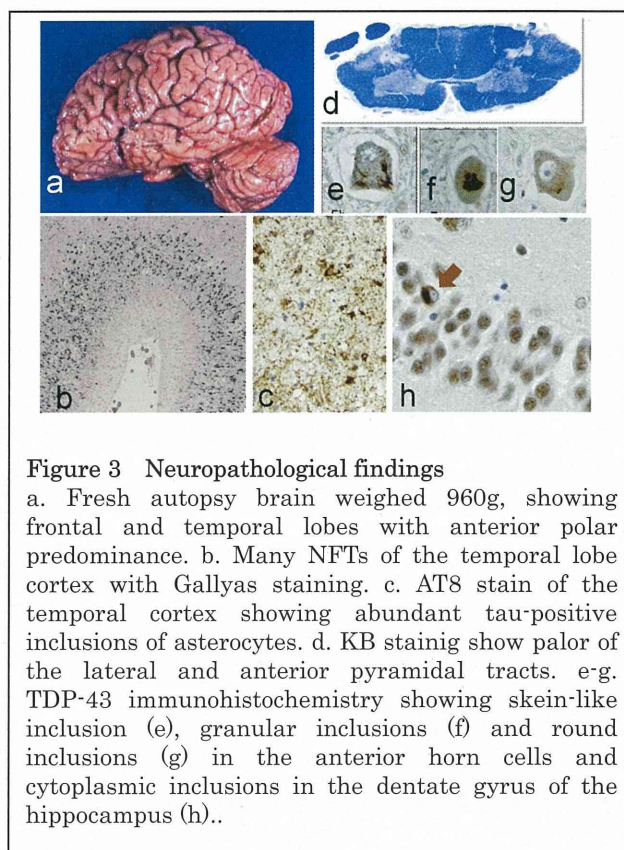 a
d
e
f
g
b
c
h
Figure 3 Neuropathological findings
a. Fresh autopsy brain weighed 960g, showing
frontal and temporal lobes with anterior polar
predominance. b. Many NFTs of the temporal lobe
cortex with Gallyas staining. c. AT8 stain of the
temporal cortex showing abundant tau-positive
inclusions of asterocytes. d. KB stainig show palor of
the lateral and anterior pyramidal tracts. e-g.
TDP-43 immunohistochemistry showing skein-like
inclusion (e), granular inclusions (f) and round
inclusions (g) in the anterior horn cells and
cytoplasmic inclusions in the dentate gyrus of the
hippocampus (h)..